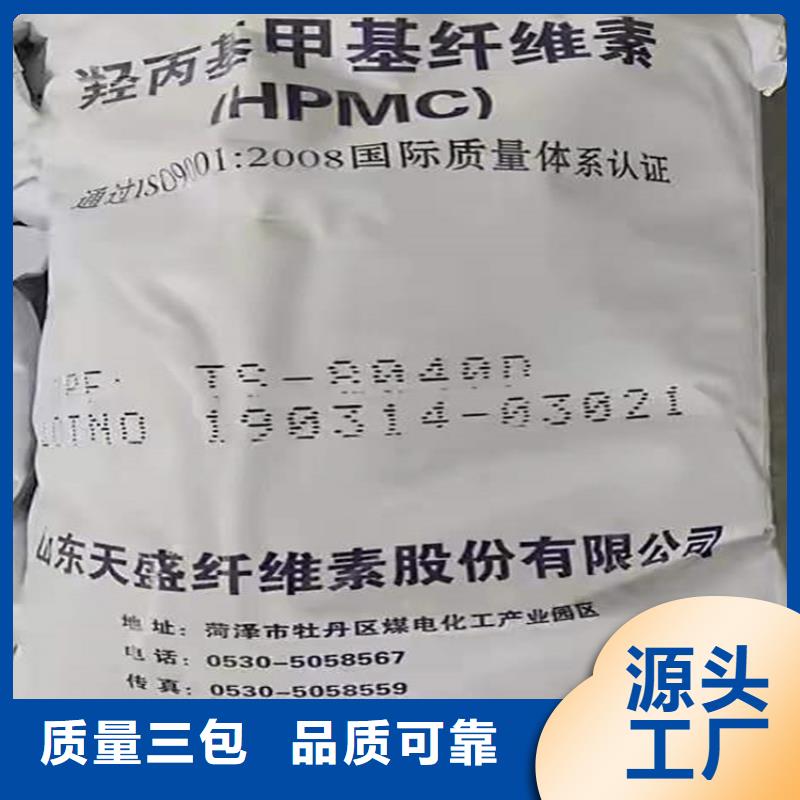 羟丙基甲基纤维素
(HPMC)
通过ISO9001:2008国际质量体系认证
TS-8040D
LOTNO 190314-03021
山东天盛纤维素股份有限公司
地址: 菏泽市牡丹区煤电化工产业园区
电话: 0530-5058567
传真: 0530-5058559
源头
工厂
质量三包 品质可靠